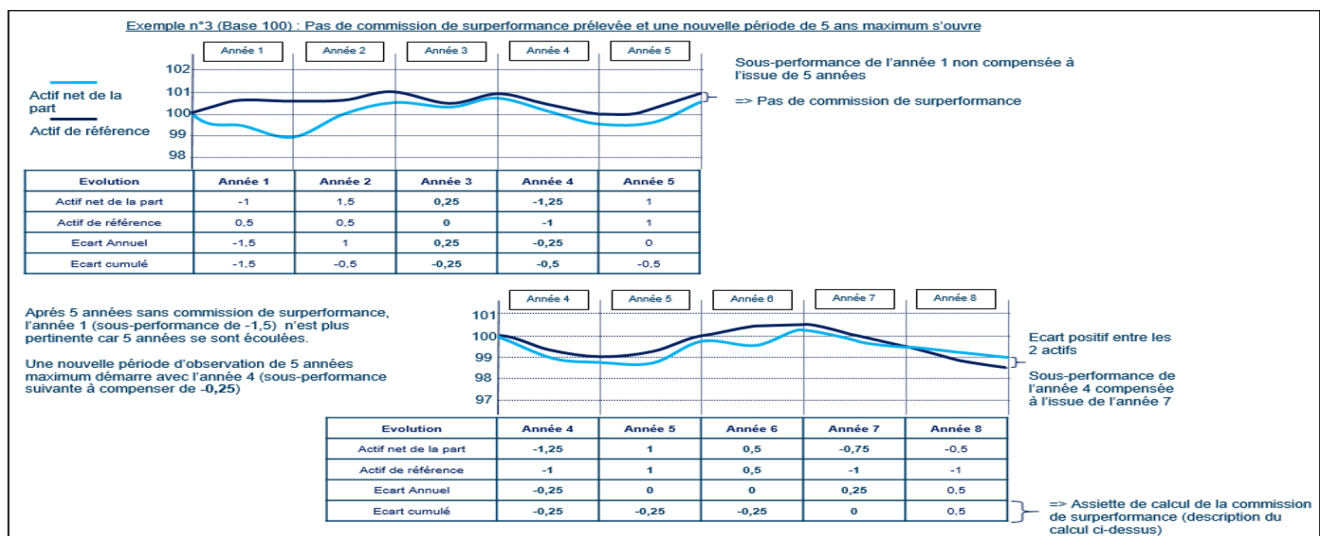 Exemple n°3 (Base 100) : Pas de commission de surperformance prélevée et une nouvelle période de 5 ans maximum s'ouvre
Année 1 Année 2 Année 3 Année 4 Année 5
102
101
100
99
98
Actif net de la
part
Actif de référence
Sous-performance de l'année 1 non compensée à
l'issue de 5 années
=> Pas de commission de surperformance
Evolution Année 1 Année 2 Année 3 Année 4 Année 5
Actif net de la part -1 1,5 0,25 -1,25 1
Actif de référence 0,5 0,5 0 -1 1
Ecart Annuel -1,5 1 0,25 -0,25 0
Ecart cumulé -1,5 -0,5 -0,25 -0,5 -0,5
Après 5 années sans commission de surperformance,
l'année 1 (sous-performance de -1,5) n'est plus
pertinente car 5 années se sont écoulées.
Une nouvelle période d'observation de 5 années
maximum démarre avec l'année 4 (sous-performance
suivante à compenser de -0,25)
Année 4 Année 5 Année 6 Année 7 Année 8
101
100
99
98
97
Ecart positif entre les
2 actifs
Sous-performance de
l'année 4 compensée
à l'issue de l'année 7
Evolution Année 4 Année 5 Année 6 Année 7 Année 8
Actif net de la part -1,25 1 0,5 -0,75 -0,5
Actif de référence -1 1 0,5 -1 -1
Ecart Annuel -0,25 0 0 0,25 0,5
Ecart cumulé -0,25 -0,25 -0,25 0 0,5
=> Assiette de calcul de la commission
de surperformance (description du
calcul ci-dessus)